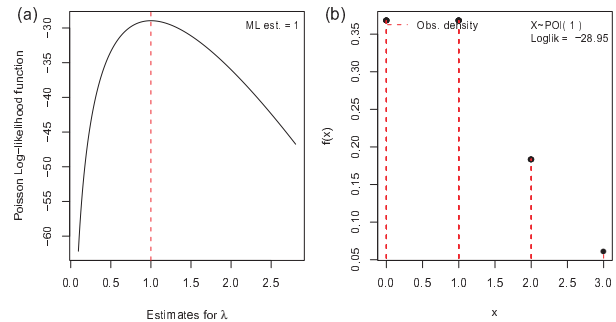 (a)
ML est. = 1
Poisson Log−likelihood function
−30
−35
−40
−45
−50
−55
−60
0.0 0.5 1.0 1.5 2.0 2.5
Estimates for λ
(b)
Obs. density
X~POI( 1 )
Loglik = −28.95
f(x)
0.35
0.30
0.20
0.15
0.10
0.05
0.0 0.5 1.0 1.5 2.0 2.5 3.0
x